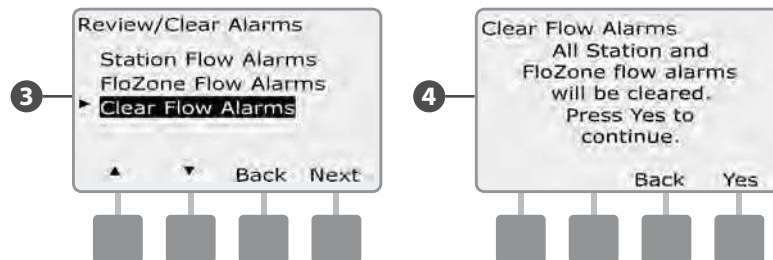 3
Review/Clear Alarms
Station Flow Alarms
FloZone Flow Alarms
► Clear Flow Alarms
▲ ▼ Back Next
4
Clear Flow Alarms
All Station and
FloZone flow alarms
will be cleared.
Press Yes to
continue.
Back Yes